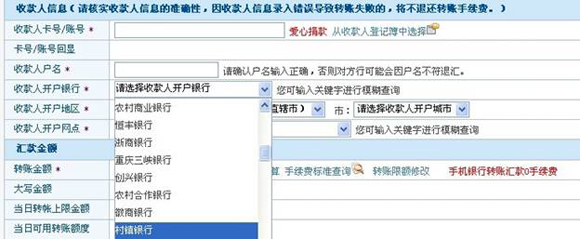 收款人信息（请核实收款人信息的准确性，因收款人信息录入错误导致转账失败的，将不退还转账手续费。）
收款人卡号/账号 * 爱心捐款 从收款人登记簿中选择
卡号/账号回显
收款人户名 * 请确认户名输入正确，否则对方行可能会因户名不符退汇。
收款人开户银行 * 请选择收款人开户银行 您可输入关键字进行模糊查询
农村商业银行
收款人开户地区 * 直辖市） 市: 请选择收款人开户城市
恒丰银行
收款人开户网点 * 您可输入关键字进行模糊查询
浙商银行
汇款金额
重庆三峡银行
转账金额 * 算 手续费标准查询 转账限额修改 手机银行转账汇款0手续费
创兴银行
大写金额
农村合作银行
当日转帐上限金额
徽商银行
当日可用转账额度
村镇银行